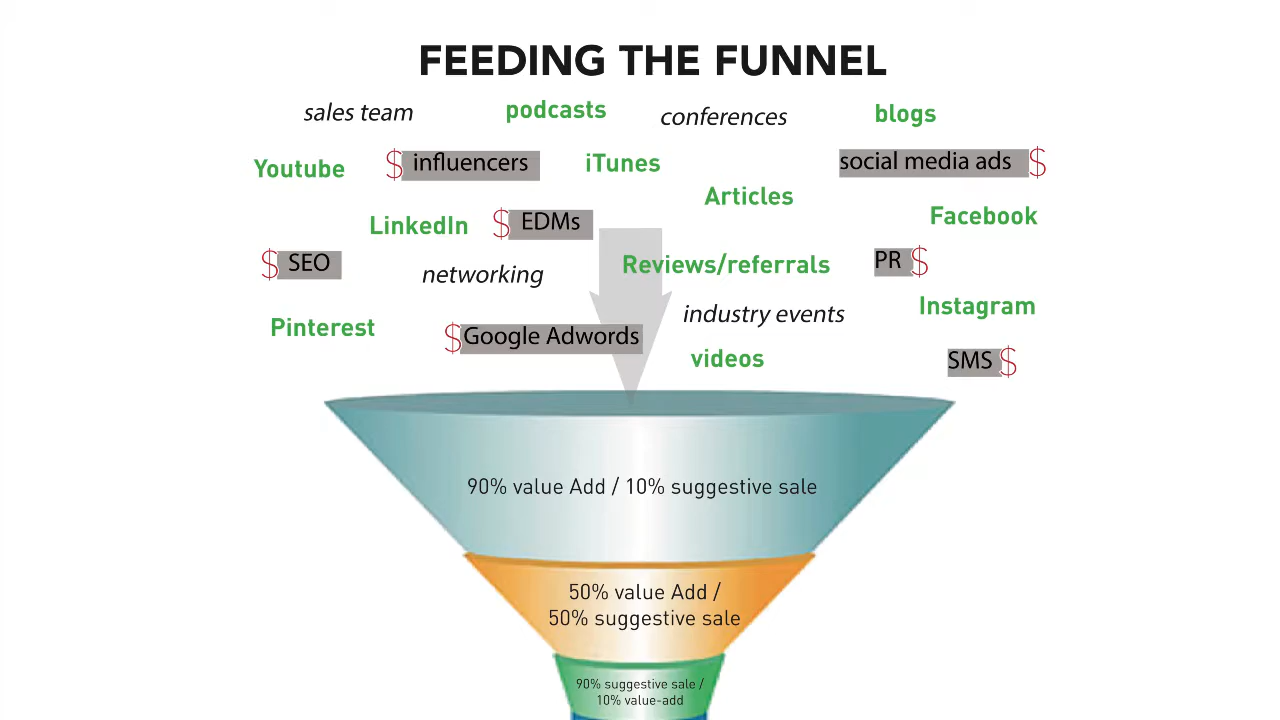 FEEDING THE FUNNEL
sales team
podcasts
conferences
blogs
Youtube
$ influencers
iTunes
social media ads $
Articles
LinkedIn
$ EDMs
Facebook
$ SEO
networking
Reviews/referrals
PR $
Pinterest
$ Google Adwords
industry events
Instagram
videos
SMS $
90% value Add / 10% suggestive sale
50% value Add /
50% suggestive sale
90% suggestive sale /
10% value-add